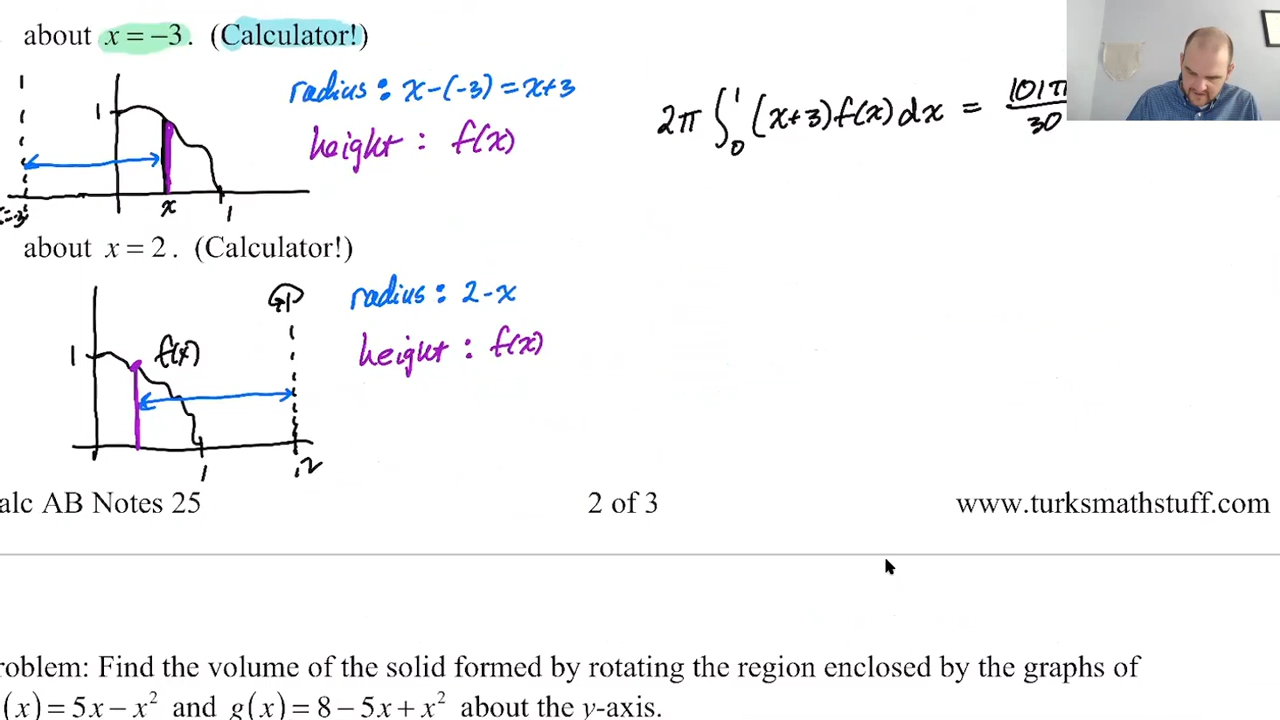 about x = −3. (Calculator!)
radius: x-(-3) = x+3
height: f(x)
2π ∫₀¹ (x+3)f(x)dx = 101π/30
1
x
1
x=-3
about x = 2. (Calculator!)
radius: 2-x
height: f(x)
1
f(x)
1
2
alc AB Notes 25
2 of 3
www.turksmathstuff.com
roblem: Find the volume of the solid formed by rotating the region enclosed by the graphs of
(x) = 5x − x² and g(x) = 8 − 5x + x² about the y-axis.